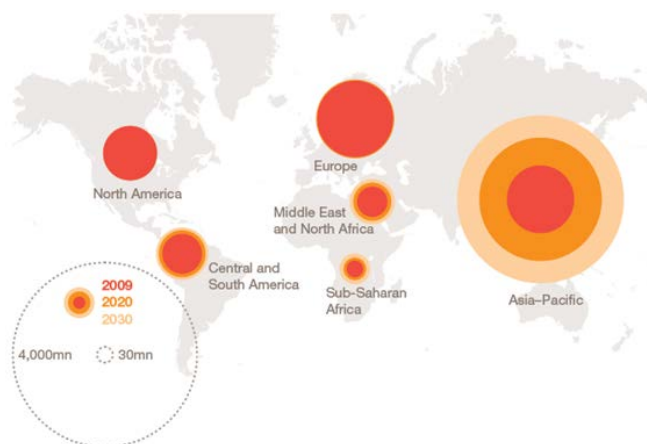 Europe
North America
Middle East
and North Africa
Central and
South America
Sub-Saharan
Africa
Asia–Pacific
2009
2020
2030
4,000mn
30mn